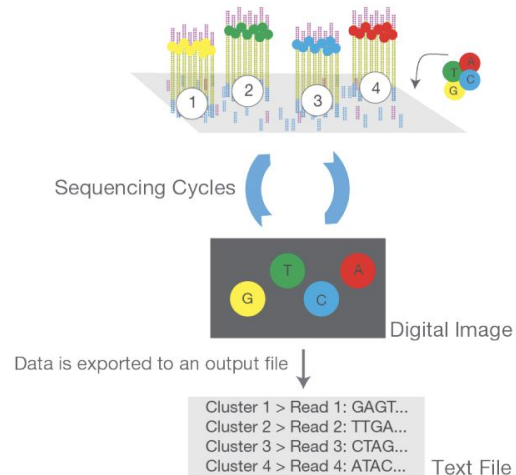 1
2
3
4
A
T
C
G
Sequencing Cycles
T
A
G
C
Digital Image
Data is exported to an output file
Cluster 1 > Read 1: GAGT...
Cluster 2 > Read 2: TTGA...
Cluster 3 > Read 3: CTAG...
Cluster 4 > Read 4: ATAC...
Text File